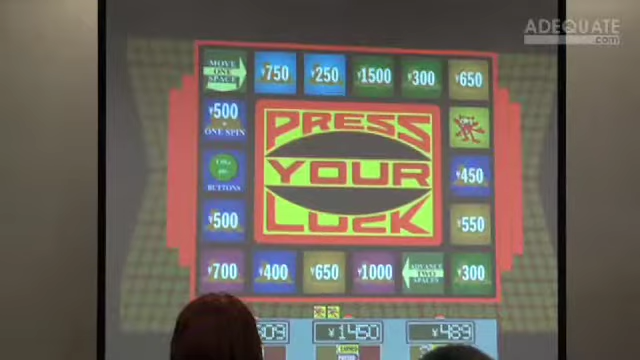 ADEQUATE
.com
MOVE
ONE
SPACE
¥750
¥250
¥1500
¥300
¥650
¥500
+
ONE SPIN
PRESS
YOUR
LUCK
BUTTONS
¥450
¥500
¥550
¥700
¥400
¥650
¥1000
ADVANCE
TWO
SPACES
¥300
309
¥1450
¥489